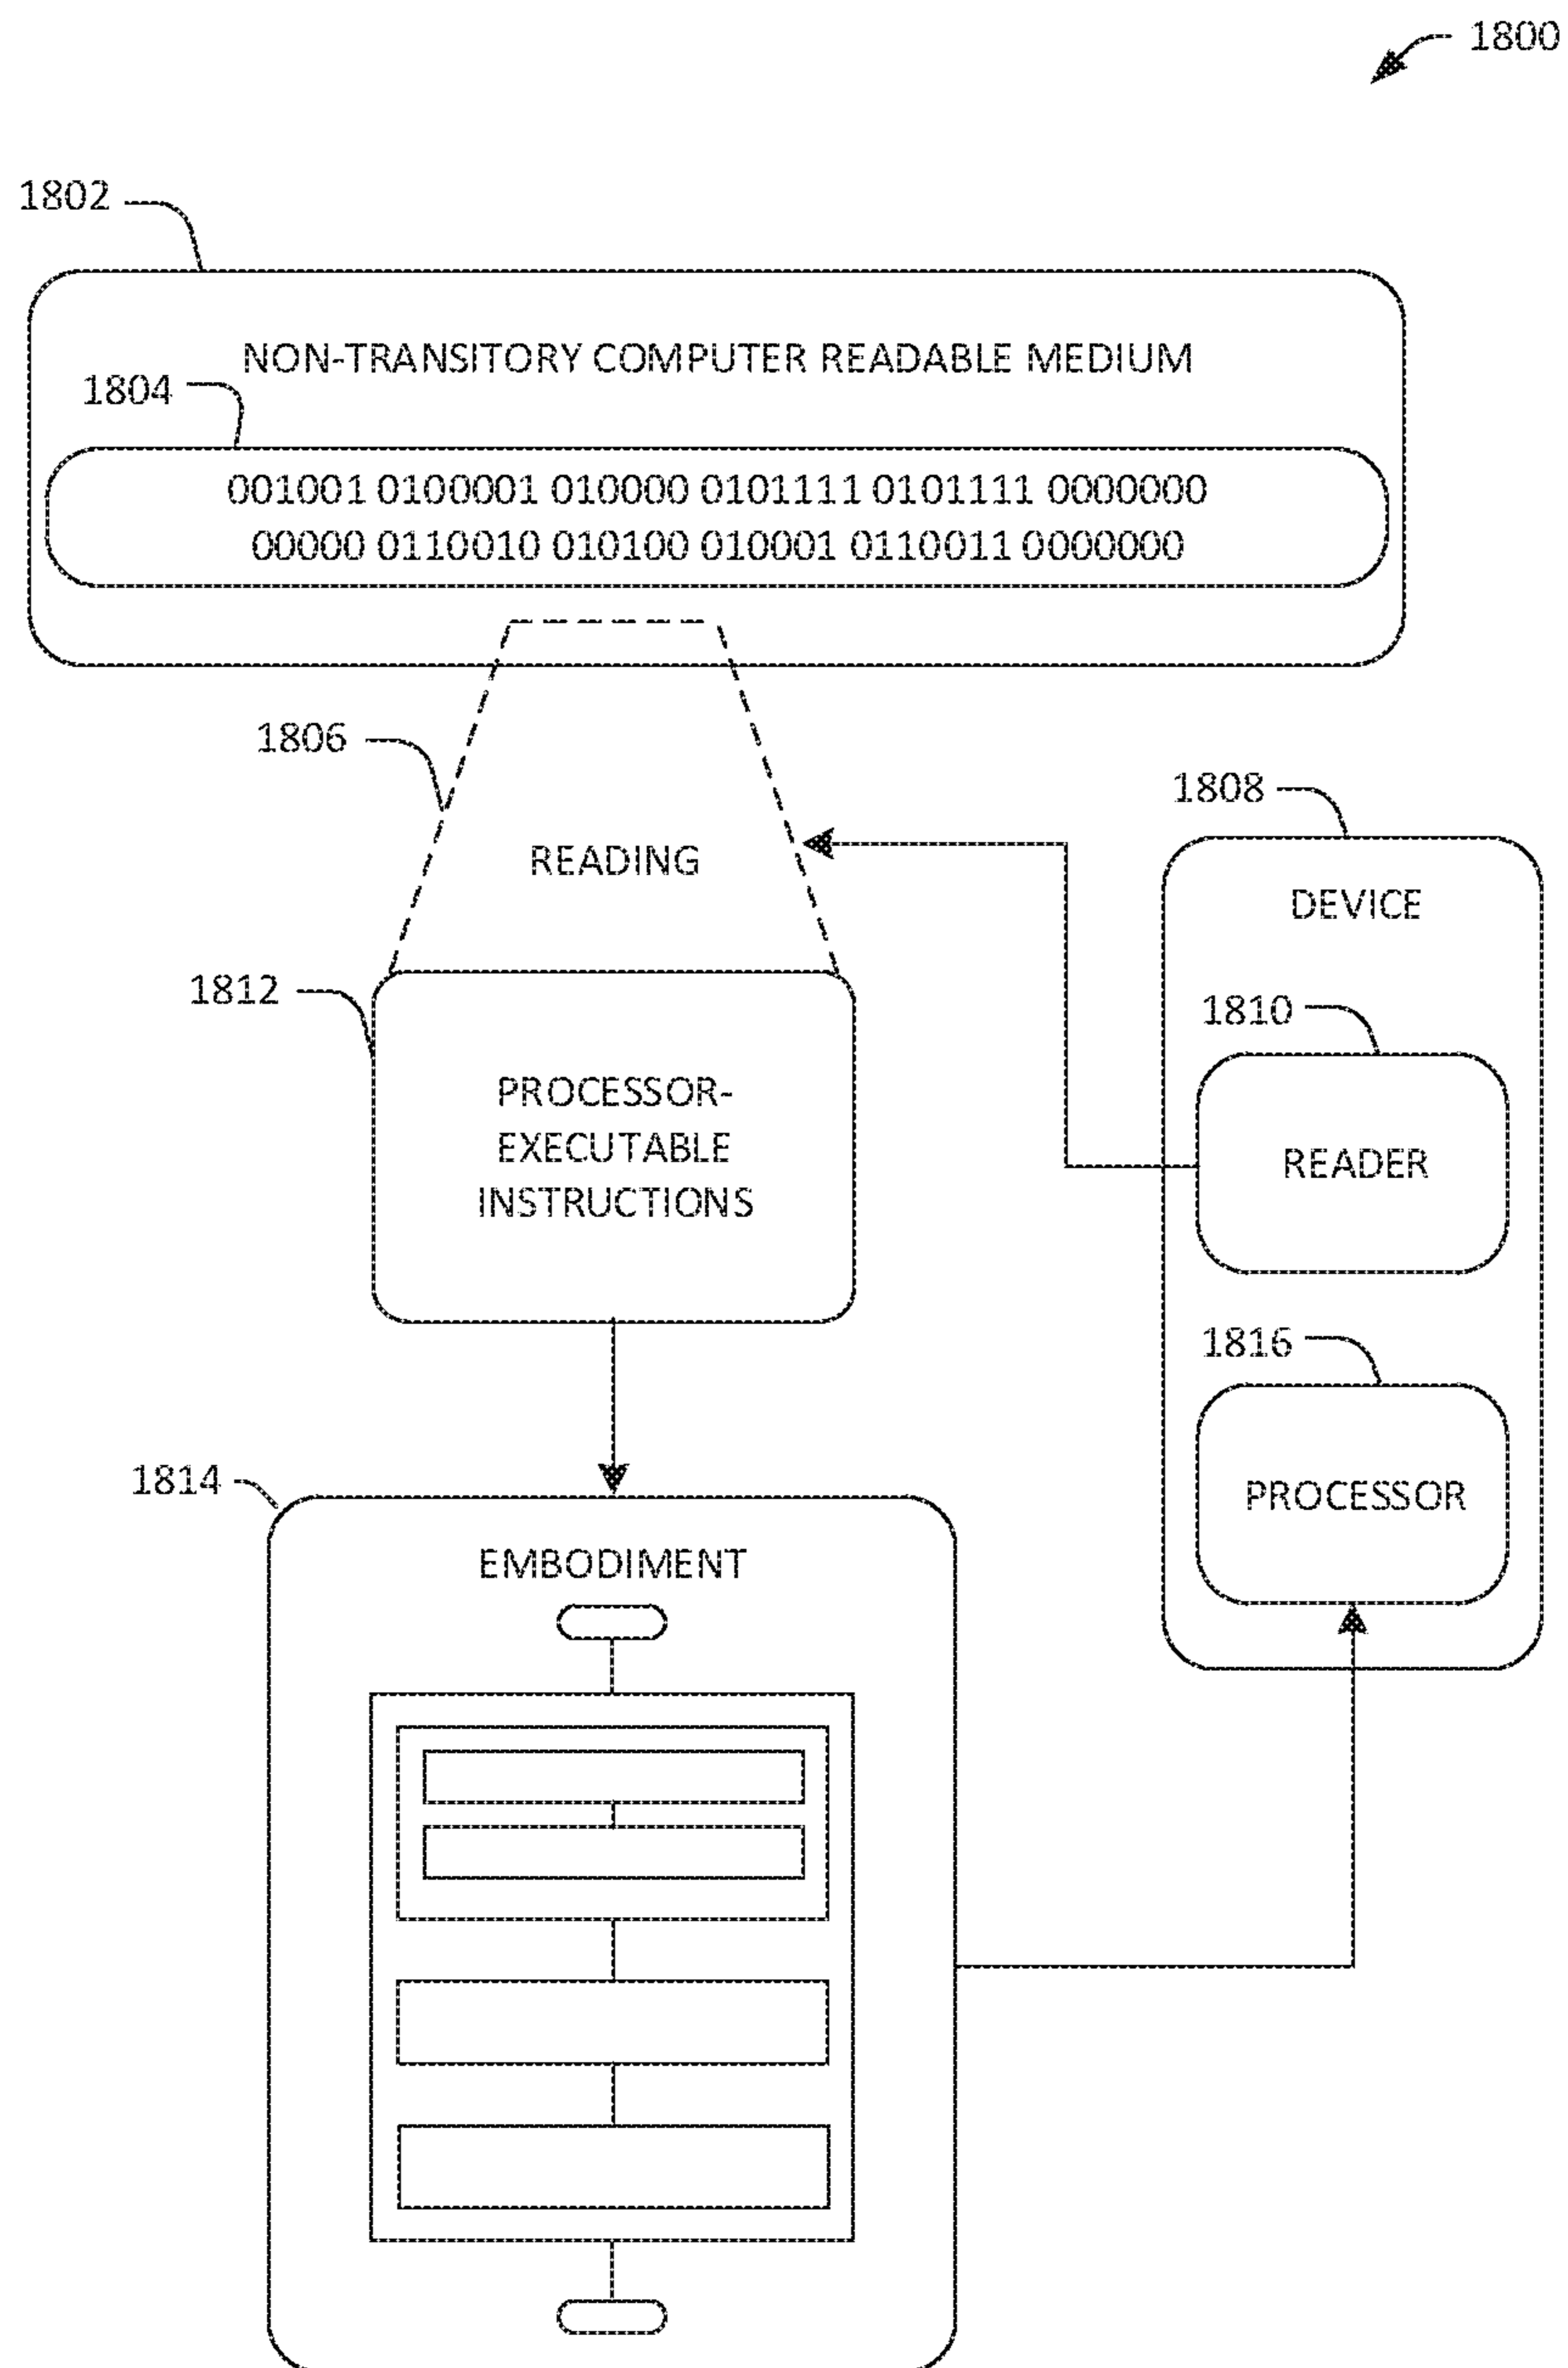 1800
1802
NON-TRANSITORY COMPUTER READABLE MEDIUM
1804
001001 0100001 010000 0101111 0101111 0000000
00000 0110010 010100 010001 0110011 0000000
1806
READING
1808
DEVICE
1812
1810
PROCESSOR-
EXECUTABLE
INSTRUCTIONS
READER
1816
PROCESSOR
1814
EMBODIMENT